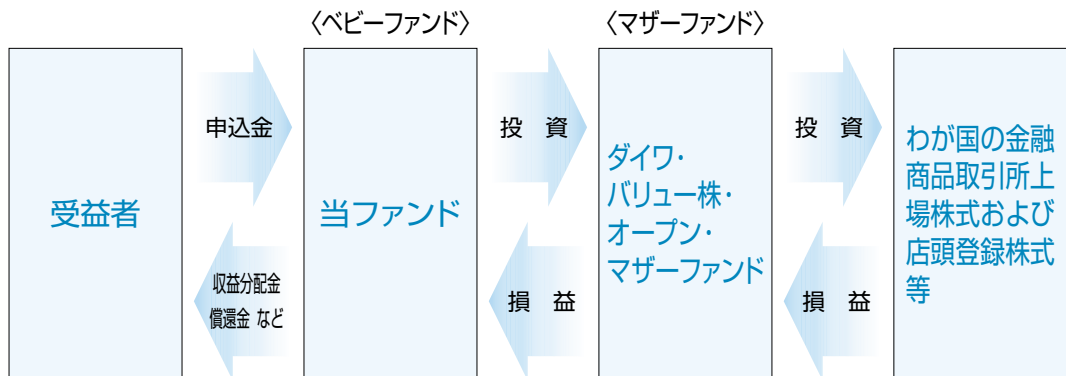 〈ベビーファンド〉
〈マザーファンド〉
受益者
申込金
収益分配金
償還金 など
当ファンド
投 資
損 益
ダイワ・
バリュー株・
オープン・
マザーファンド
投 資
損 益
わが国の金融
商品取引所上
場株式および
店頭登録株式
等